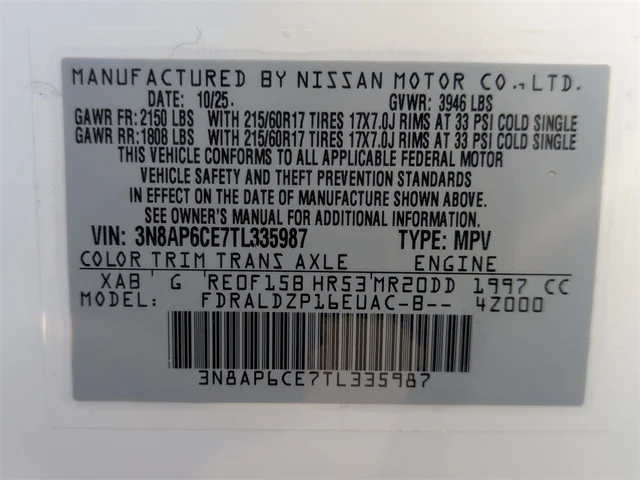 MANUFACTURED BY NISSAN MOTOR CO., LTD.
DATE: 10/25. GVWR: 3946 LBS
GAWR FR: 2150 LBS WITH 215/60R17 TIRES 17X7.0J RIMS AT 33 PSI COLD SINGLE
GAWR RR: 1808 LBS WITH 215/60R17 TIRES 17X7.0J RIMS AT 33 PSI COLD SINGLE
THIS VEHICLE CONFORMS TO ALL APPLICABLE FEDERAL MOTOR
VEHICLE SAFETY AND THEFT PREVENTION STANDARDS
IN EFFECT ON THE DATE OF MANUFACTURE SHOWN ABOVE.
SEE OWNER'S MANUAL FOR ADDITIONAL INFORMATION.
VIN: 3N8AP6CE7TL335987 TYPE: MPV
COLOR TRIM TRANS AXLE ENGINE
XAB G RE0F15B HR53 MR20DD 1997 CC
MODEL: FDRALDZP16EUAC-B-- 4Z000
3N8AP6CE7TL335987